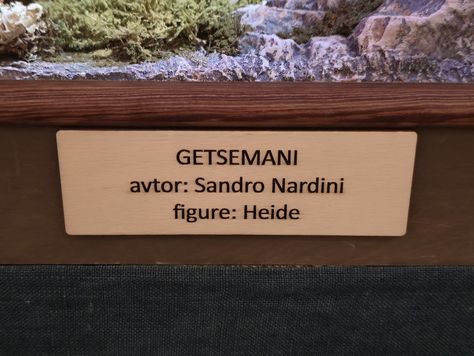 GETSEMANI
avtor: Sandro Nardini
figure: Heide